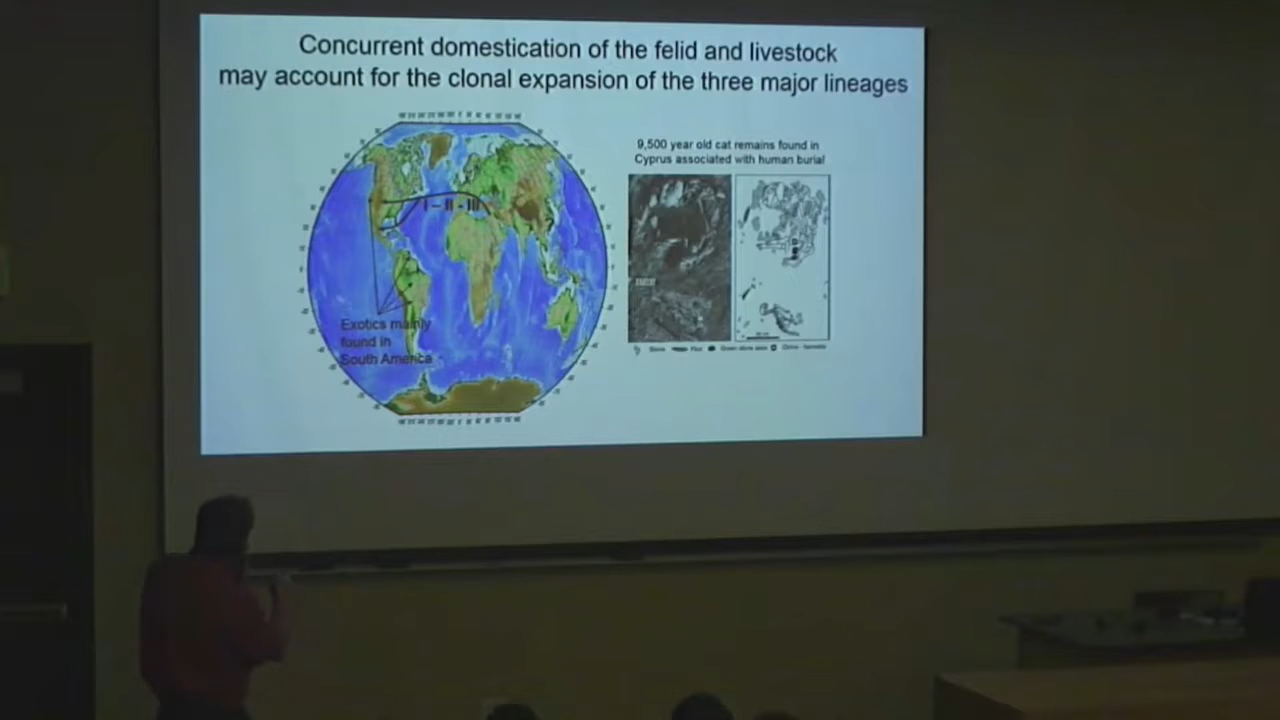 Concurrent domestication of the felid and livestock
may account for the clonal expansion of the three major lineages
9,500 year old cat remains found in
Cyprus associated with human burial
I – II - III
Exotics mainly
found in
South America